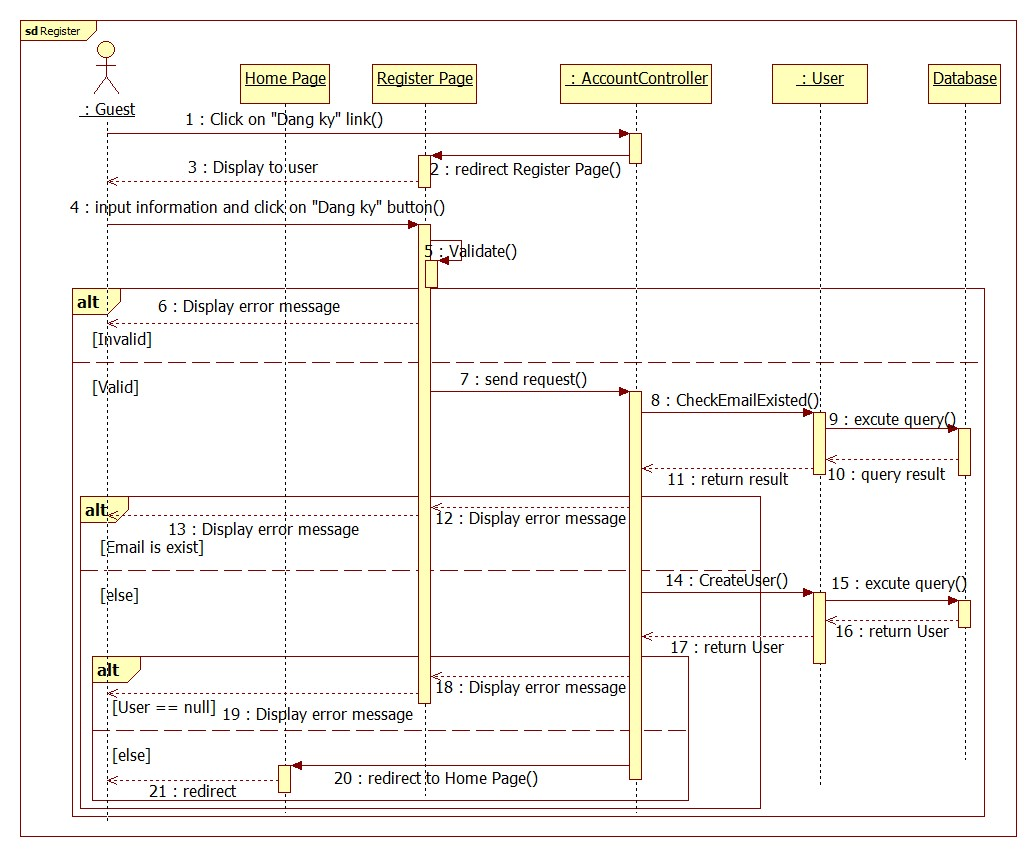 sd Register
: Guest
Home Page
Register Page
: AccountController
: User
Database
1 : Click on "Dang ky" link()
2 : redirect Register Page()
3 : Display to user
4 : input information and click on "Dang ky" button()
5 : Validate()
alt
6 : Display error message
[Invalid]
[Valid]
7 : send request()
8 : CheckEmailExisted()
9 : excute query()
10 : query result
11 : return result
alt
12 : Display error message
13 : Display error message
[Email is exist]
[else]
14 : CreateUser()
15 : excute query()
16 : return User
17 : return User
alt
18 : Display error message
[User == null]
19 : Display error message
[else]
20 : redirect to Home Page()
21 : redirect